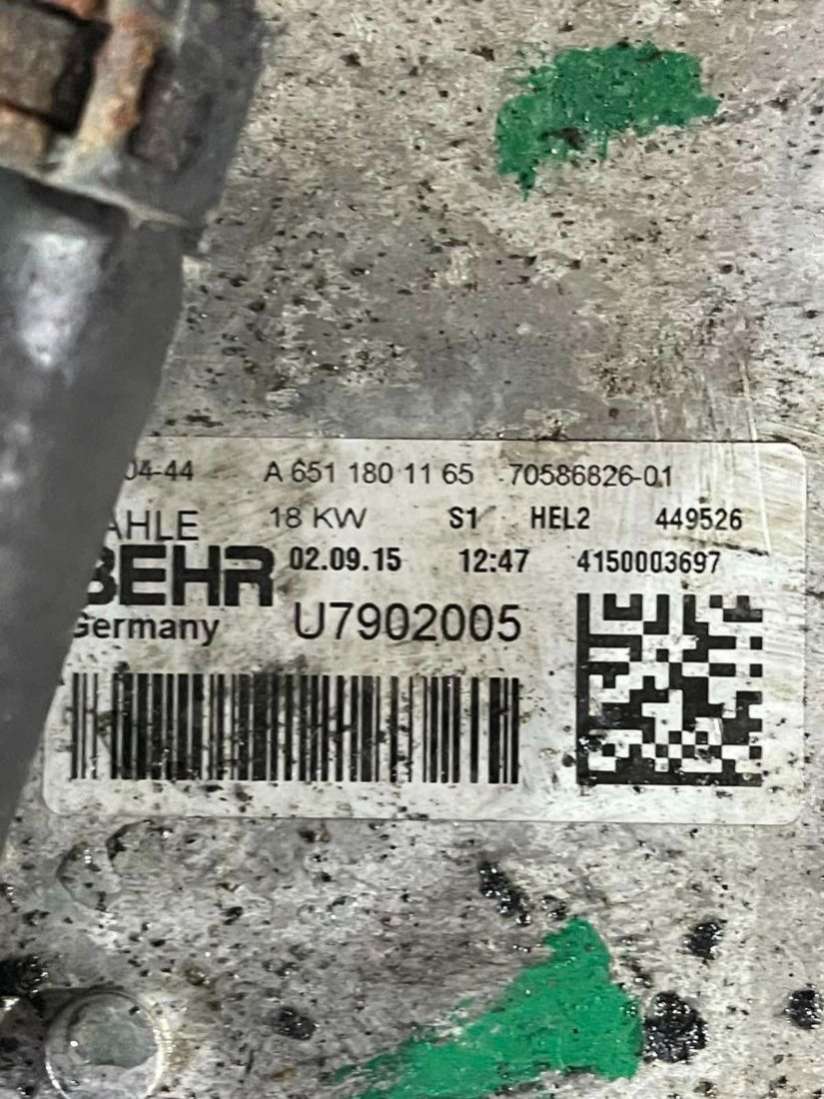 04-44 A 651 180 11 65 70586826-01
AHLE 18 KW S1 HEL2 449526
BEHR 02.09.15 12:47 4150003697
Germany U7902005